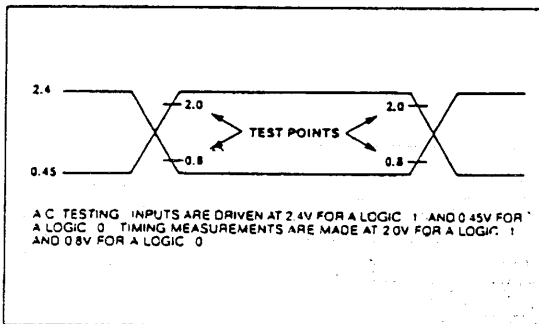 2.4
2.0
2.0
TEST POINTS
0.8
0.8
0.45
A C TESTING INPUTS ARE DRIVEN AT 2.4V FOR A LOGIC 1 AND 0.45V FOR
A LOGIC 0 TIMING MEASUREMENTS ARE MADE AT 2.0V FOR A LOGIC 1
AND 0.8V FOR A LOGIC 0